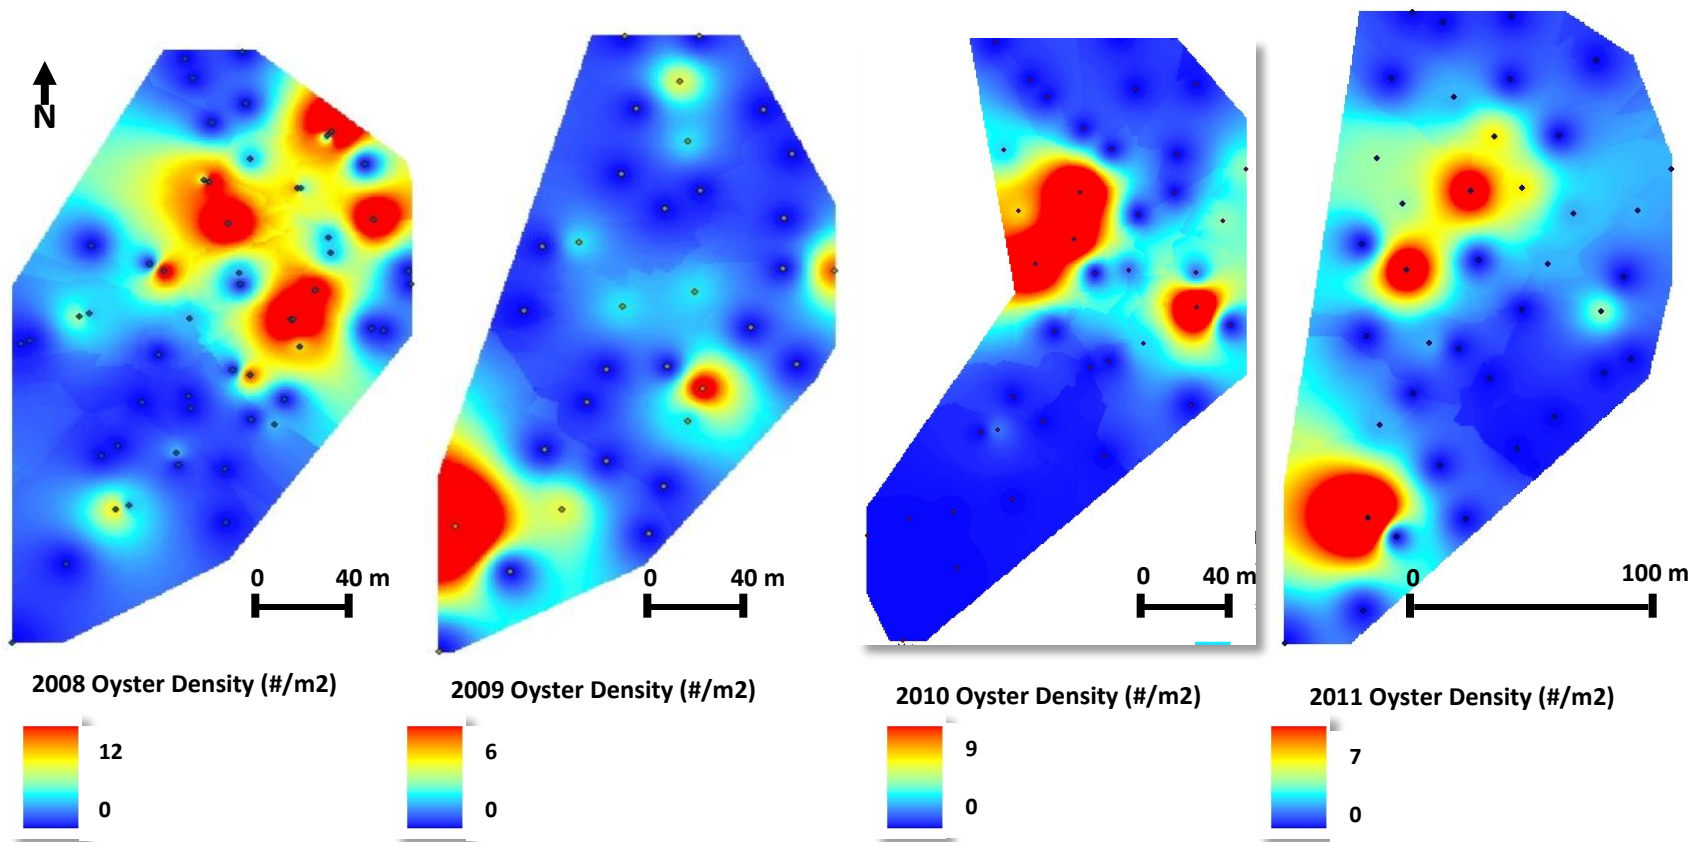 N
0 40 m
0 40 m
0 40 m
0 100 m
2008 Oyster Density (#/m2)
12
0
2009 Oyster Density (#/m2)
6
0
2010 Oyster Density (#/m2)
9
0
2011 Oyster Density (#/m2)
7
0